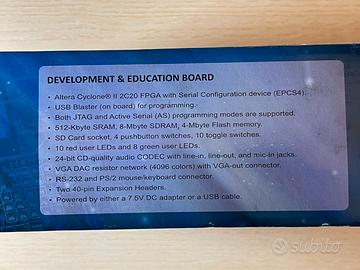 DEVELOPMENT & EDUCATION BOARD
• Altera Cyclone® II 2C20 FPGA with Serial Configuration device (EPCS4).
• USB Blaster (on board) for programming.
• Both JTAG and Active Serial (AS) programming modes are supported.
• 512-Kbyte SRAM, 8-Mbyte SDRAM, 4-Mbyte Flash memory.
• SD Card socket, 4 pushbutton switches, 10 toggle switches.
• 10 red user LEDs and 8 green user LEDs.
• 24-bit CD-quality audio CODEC with line-in, line-out, and mic-in jacks.
• VGA DAC resistor network (4096 colors) with VGA-out connector.
• RS-232 and PS/2 mouse/keyboard connector.
• Two 40-pin Expansion Headers.
• Powered by either a 7.5V DC adapter or a USB cable.
subito